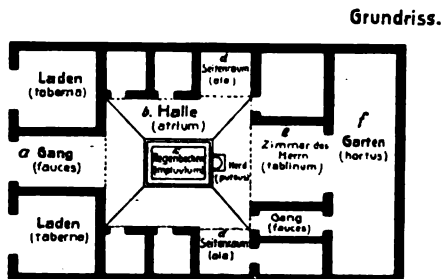 Grundriss.
Laden
(taberna)
d
Seitenraum
(ala)
b. Halle
(atrium)
a Gang
(fauces)
c
Regenbecken
(impluvium)
Herd
(puteus)
e
Zimmer des
Herrn
(tablinum)
f
Garten
(hortus)
Laden
(taberna)
d
Seitenraum
(ala)
Gang
(fauces)